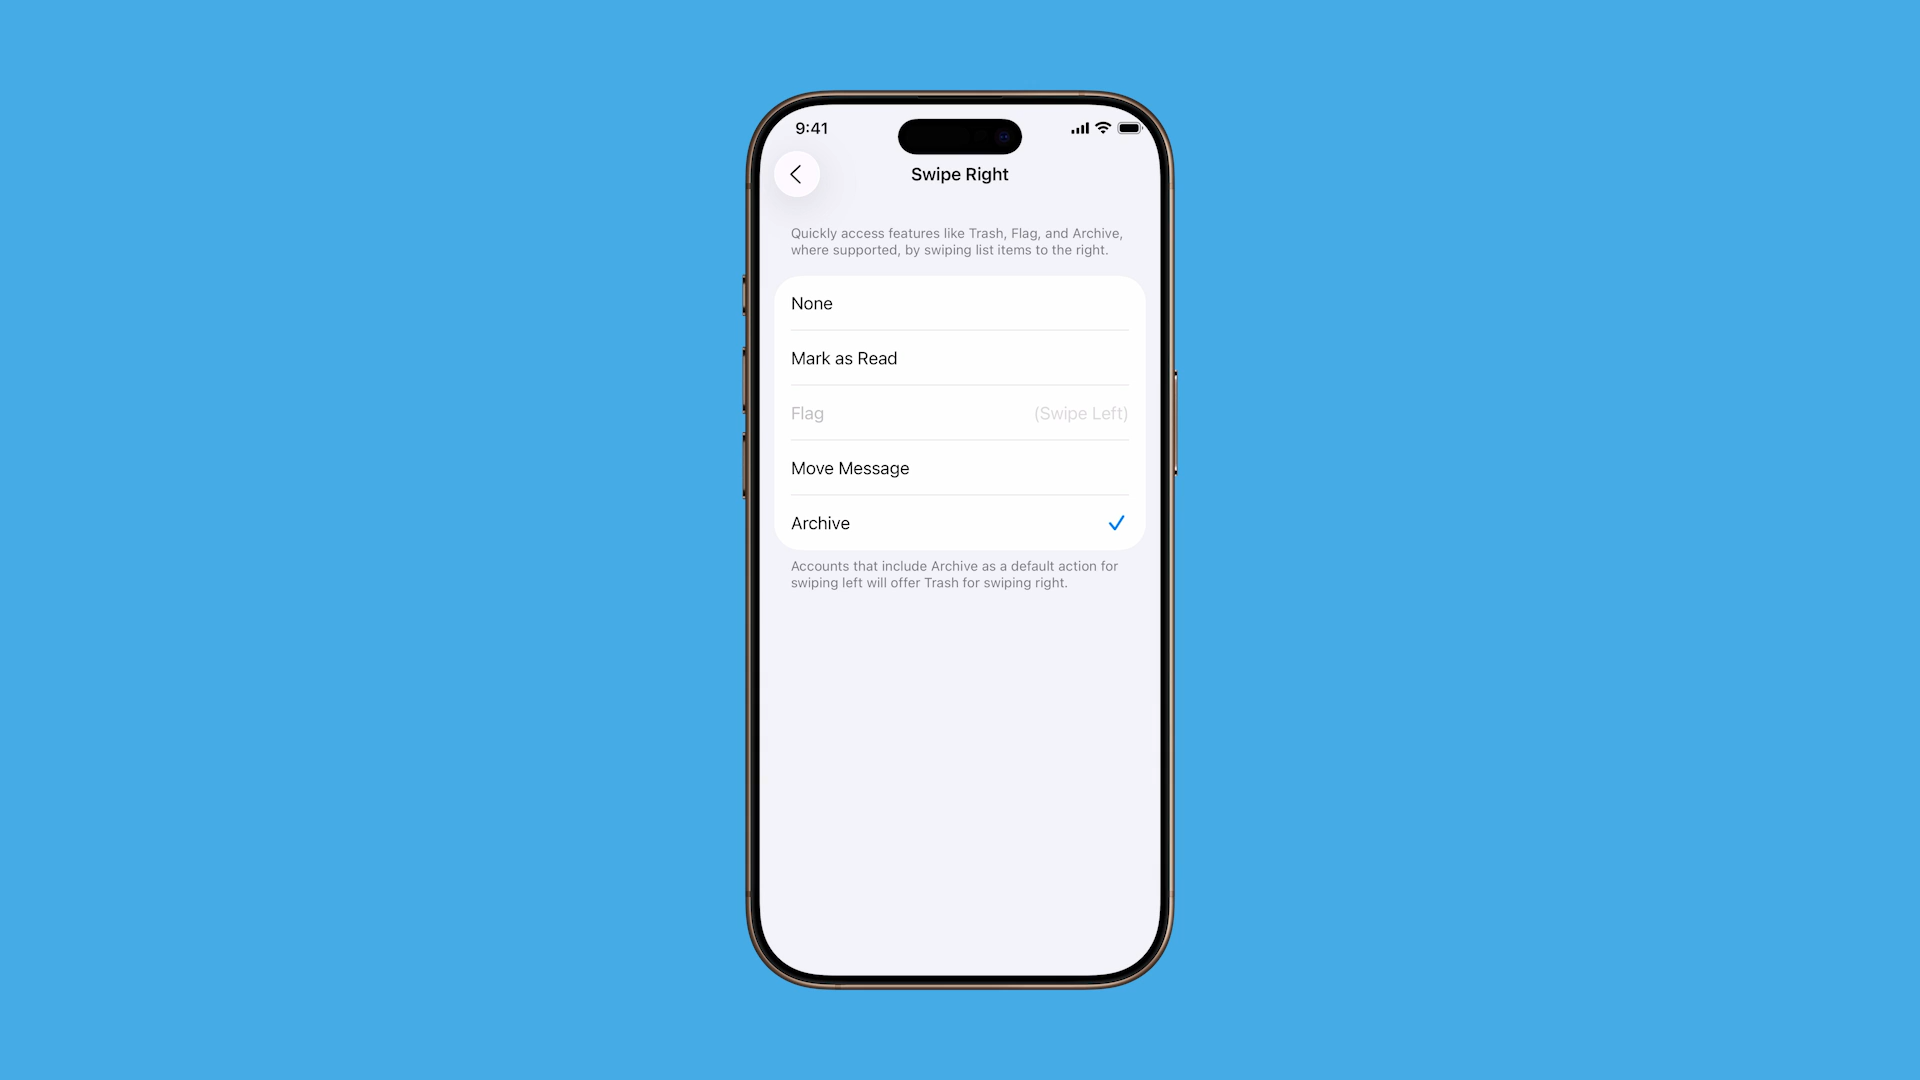 9:41
Swipe Right
Quickly access features like Trash, Flag, and Archive,
where supported, by swiping list items to the right.
None
Mark as Read
Flag (Swipe Left)
Move Message
Archive
Accounts that include Archive as a default action for
swiping left will offer Trash for swiping right.